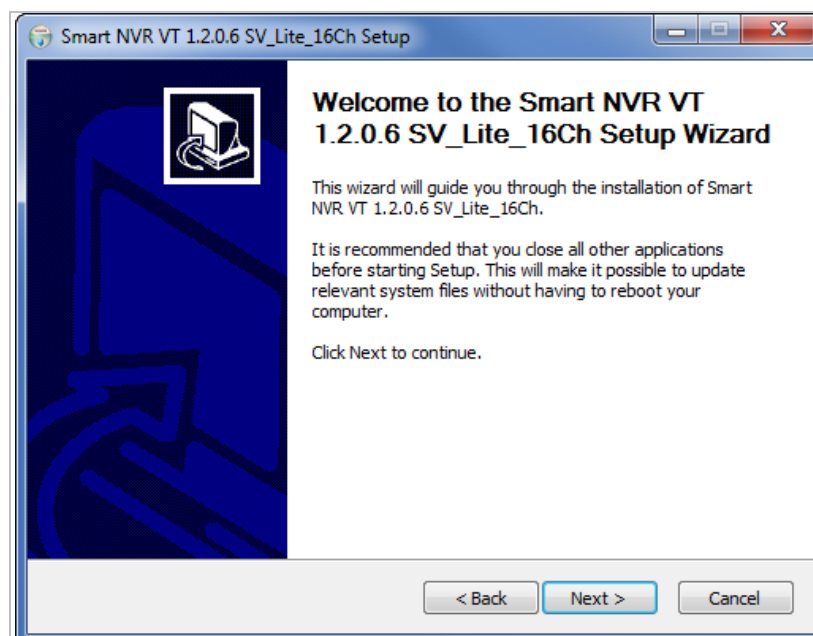 Smart NVR VT 1.2.0.6 SV_Lite_16Ch Setup
Welcome to the Smart NVR VT
1.2.0.6 SV_Lite_16Ch Setup Wizard
This wizard will guide you through the installation of Smart
NVR VT 1.2.0.6 SV_Lite_16Ch.
It is recommended that you close all other applications
before starting Setup. This will make it possible to update
relevant system files without having to reboot your
computer.
Click Next to continue.
< Back Next > Cancel